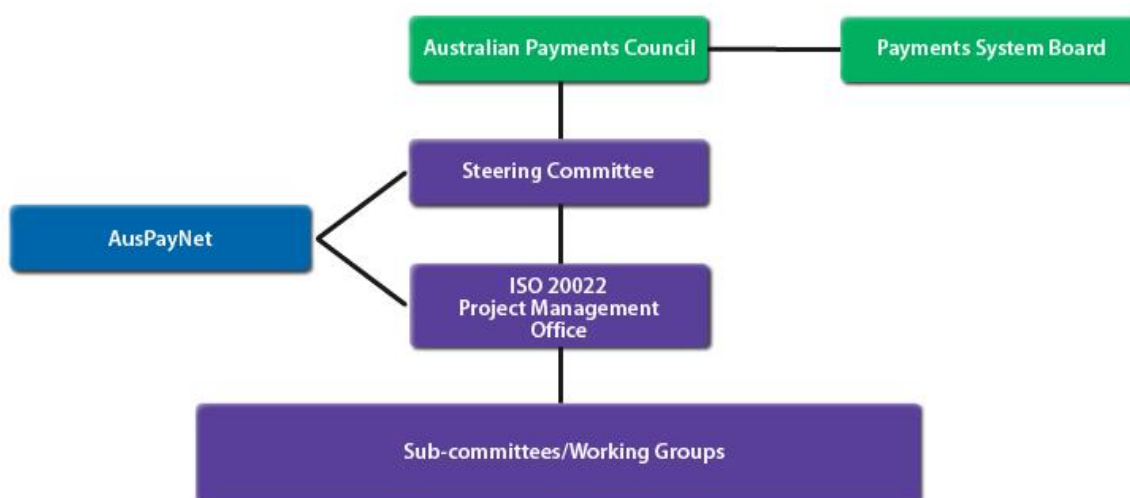 Australian Payments Council
Payments System Board
Steering Committee
AusPayNet
ISO 20022
Project Management
Office
Sub-committees/Working Groups